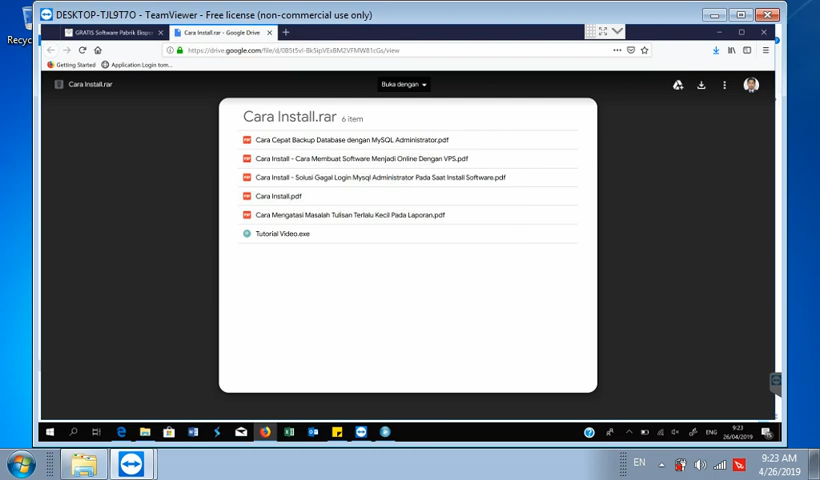 DESKTOP-TJL9T7O - TeamViewer - Free license (non-commercial use only)
GRATIS Software Pabrik Ekspo
Cara Install.rar - Google Drive
Getting Started
Application Login tom...
Cara Install.rar
Buka dengan
Cara Install.rar 6 item
Cara Cepat Backup Database dengan MySQL Administrator.pdf
Cara Install - Cara Membuat Software Menjadi Online Dengan VPS.pdf
Cara Install - Solusi Gagal Login Mysql Administrator Pada Saat Install Software.pdf
Cara Install.pdf
Cara Mengatasi Masalah Tulisan Terlalu Kecil Pada Laporan.pdf
Tutorial Video.exe
ENG
9:23
26/04/2019
EN
9:23 AM
4/26/2019